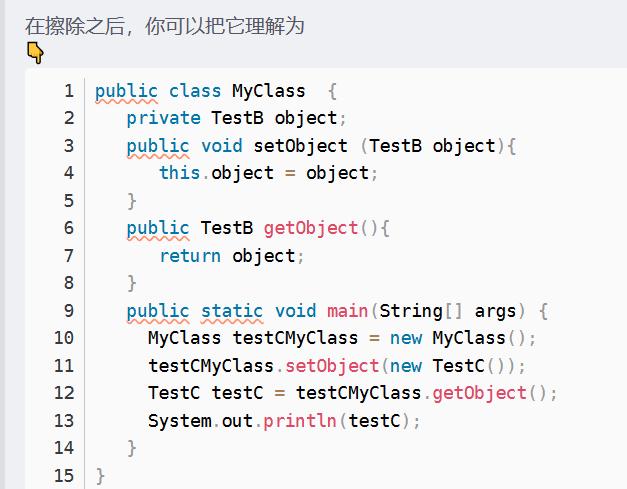 在擦除之后，你可以把它理解为
👇
1 public class MyClass  {
2    private TestB object;
3    public void setObject (TestB object){
4       this.object = object;
5    }
6    public TestB getObject(){
7       return object;
8    }
9    public static void main(String[] args) {
10      MyClass testCMyClass = new MyClass();
11      testCMyClass.setObject(new TestC());
12      TestC testC = testCMyClass.getObject();
13      System.out.println(testC);
14    }
15 }